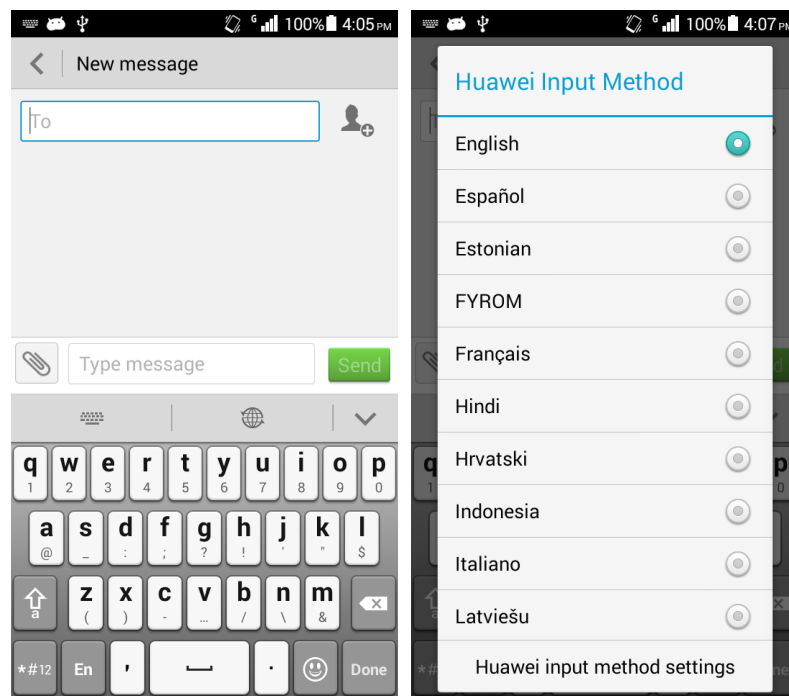 G 100% 4:05 PM
New message
To
Type message
Send
q w e r t y u i o p
1 2 3 4 5 6 7 8 9 0
a s d f g h j k l
@ _ : ; ? ! ' " $
z x c v b n m
a ( ) - ... / \ &
*#12 En , . Done
G 100% 4:07 PM
Huawei Input Method
English
Español
Estonian
FYROM
Français
Hindi
Hrvatski
Indonesia
Italiano
Latviešu
Huawei input method settings